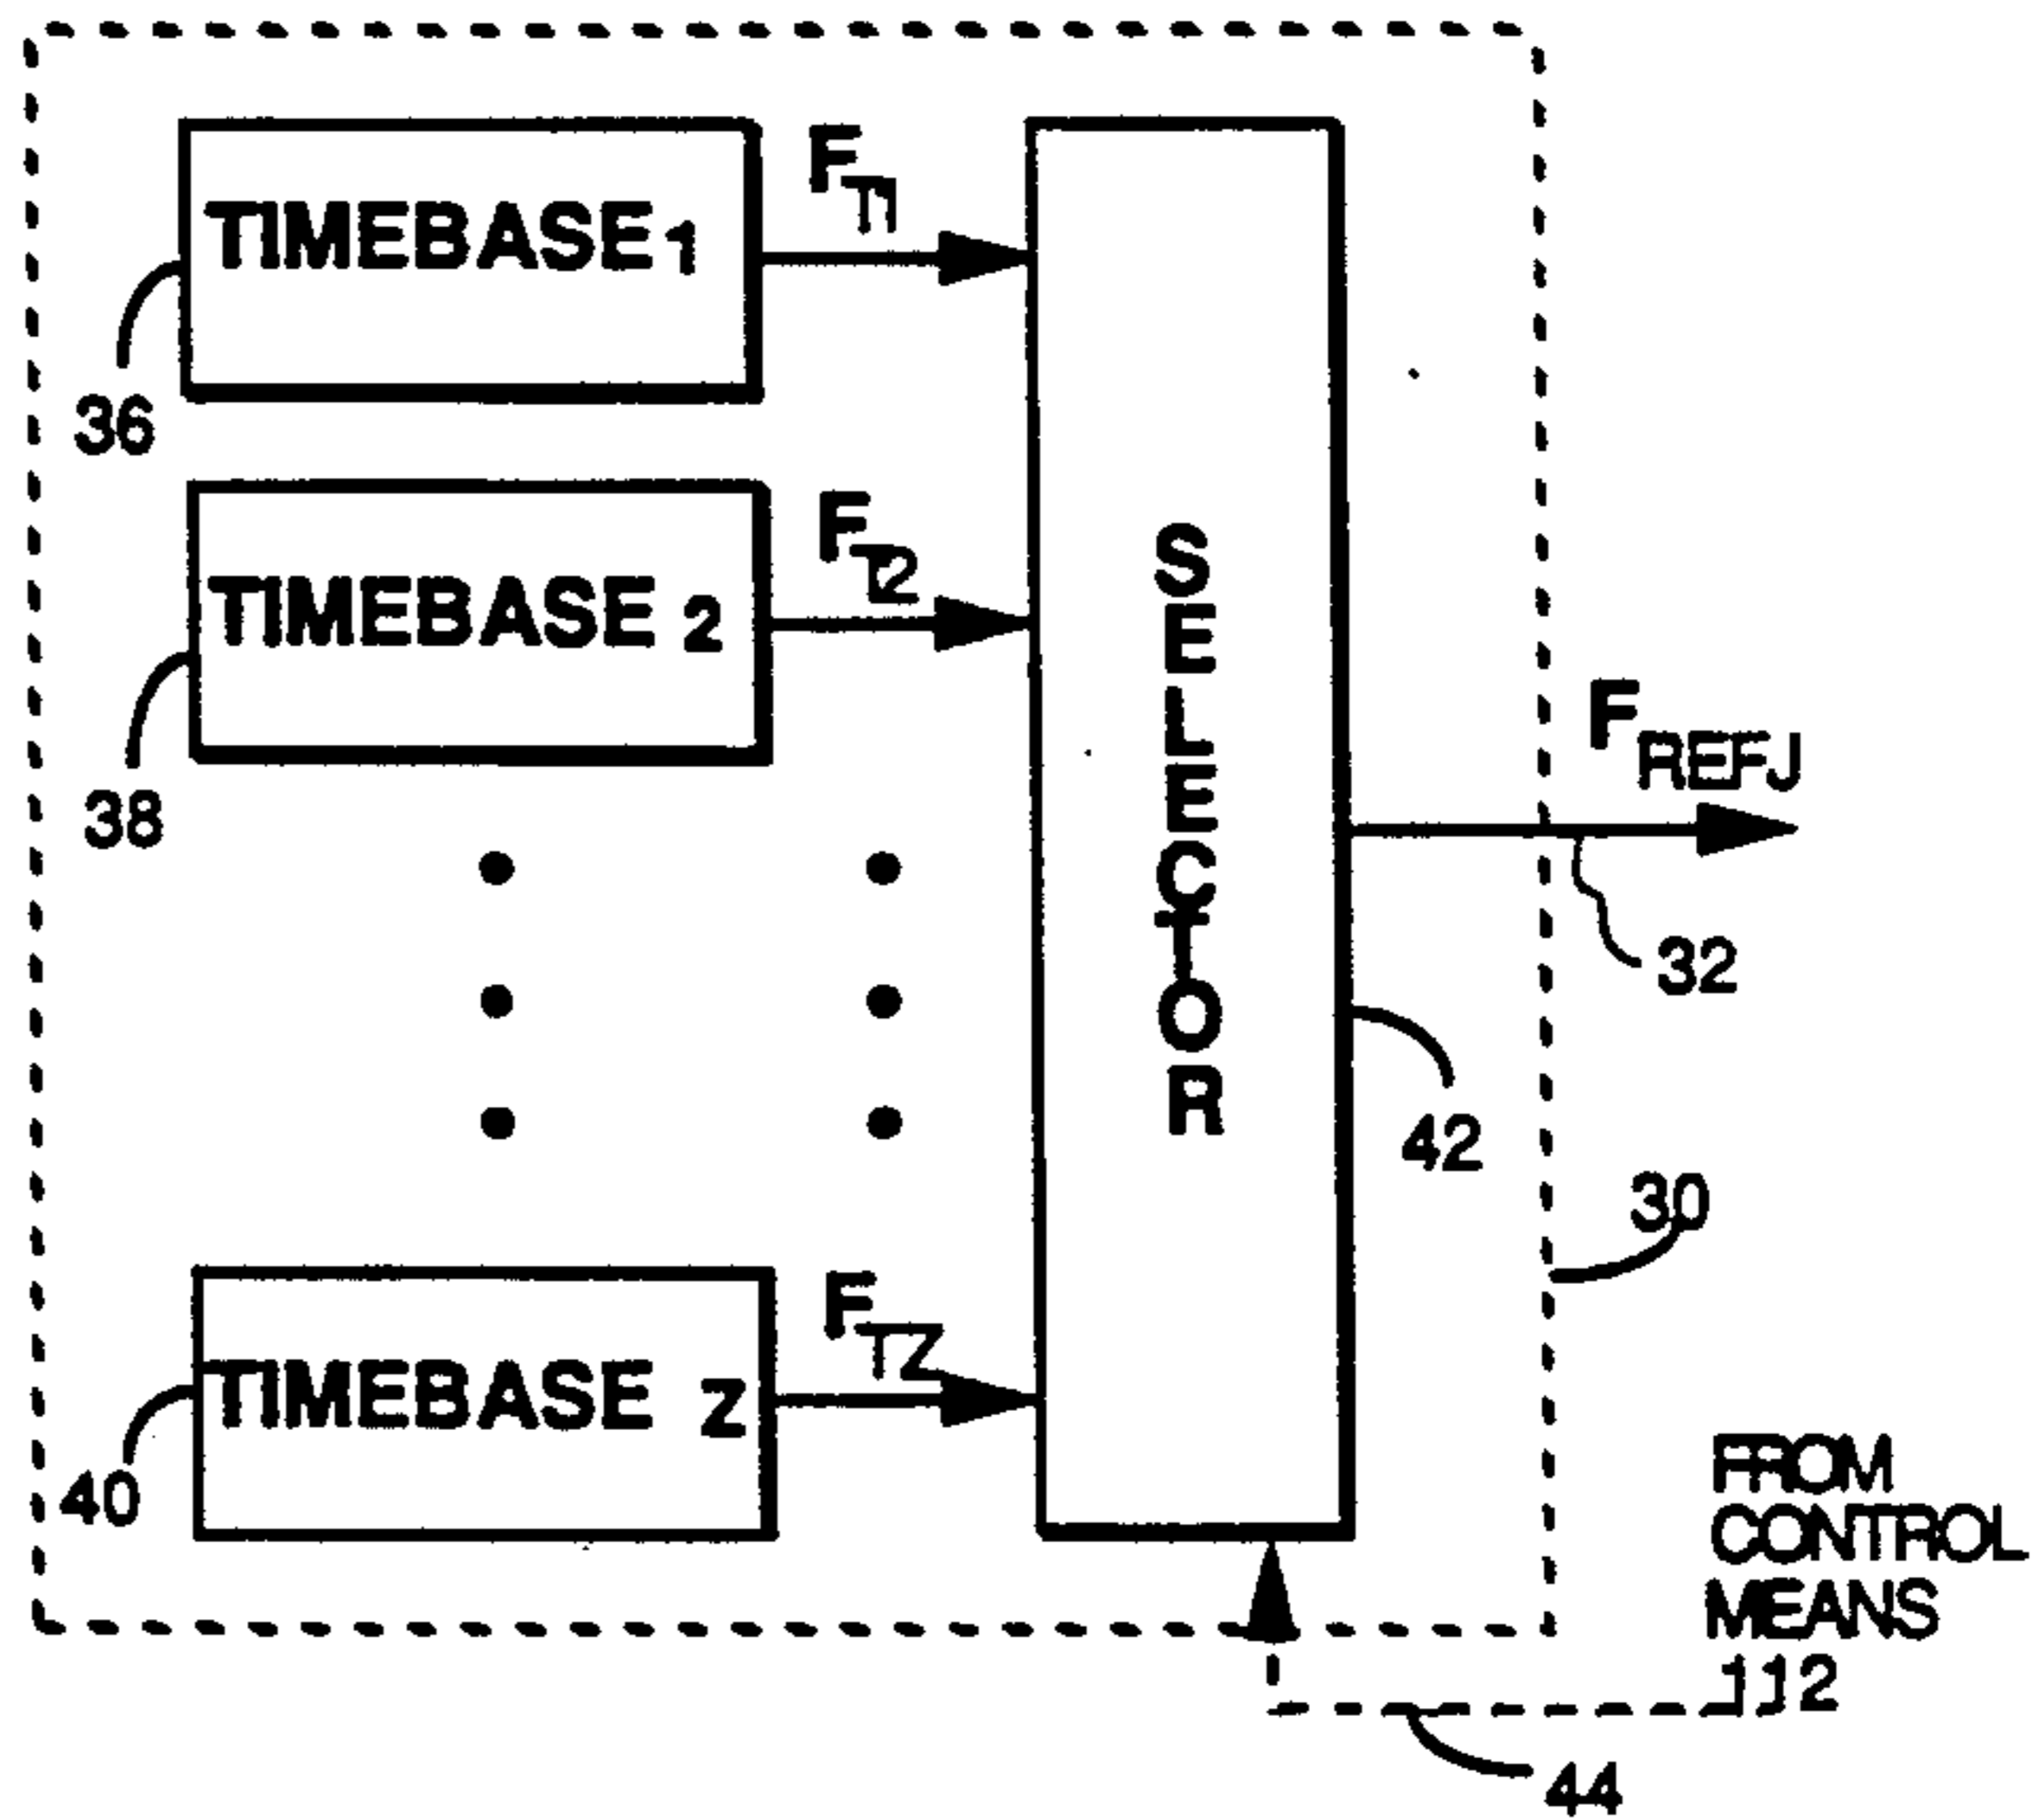 TIMEBASE 1
F T1
36
TIMEBASE 2
F T2
38
SELECTOR
F REFJ
32
42
30
TIMEBASE Z
F TZ
40
FROM
CONTROL
MEANS
112
44